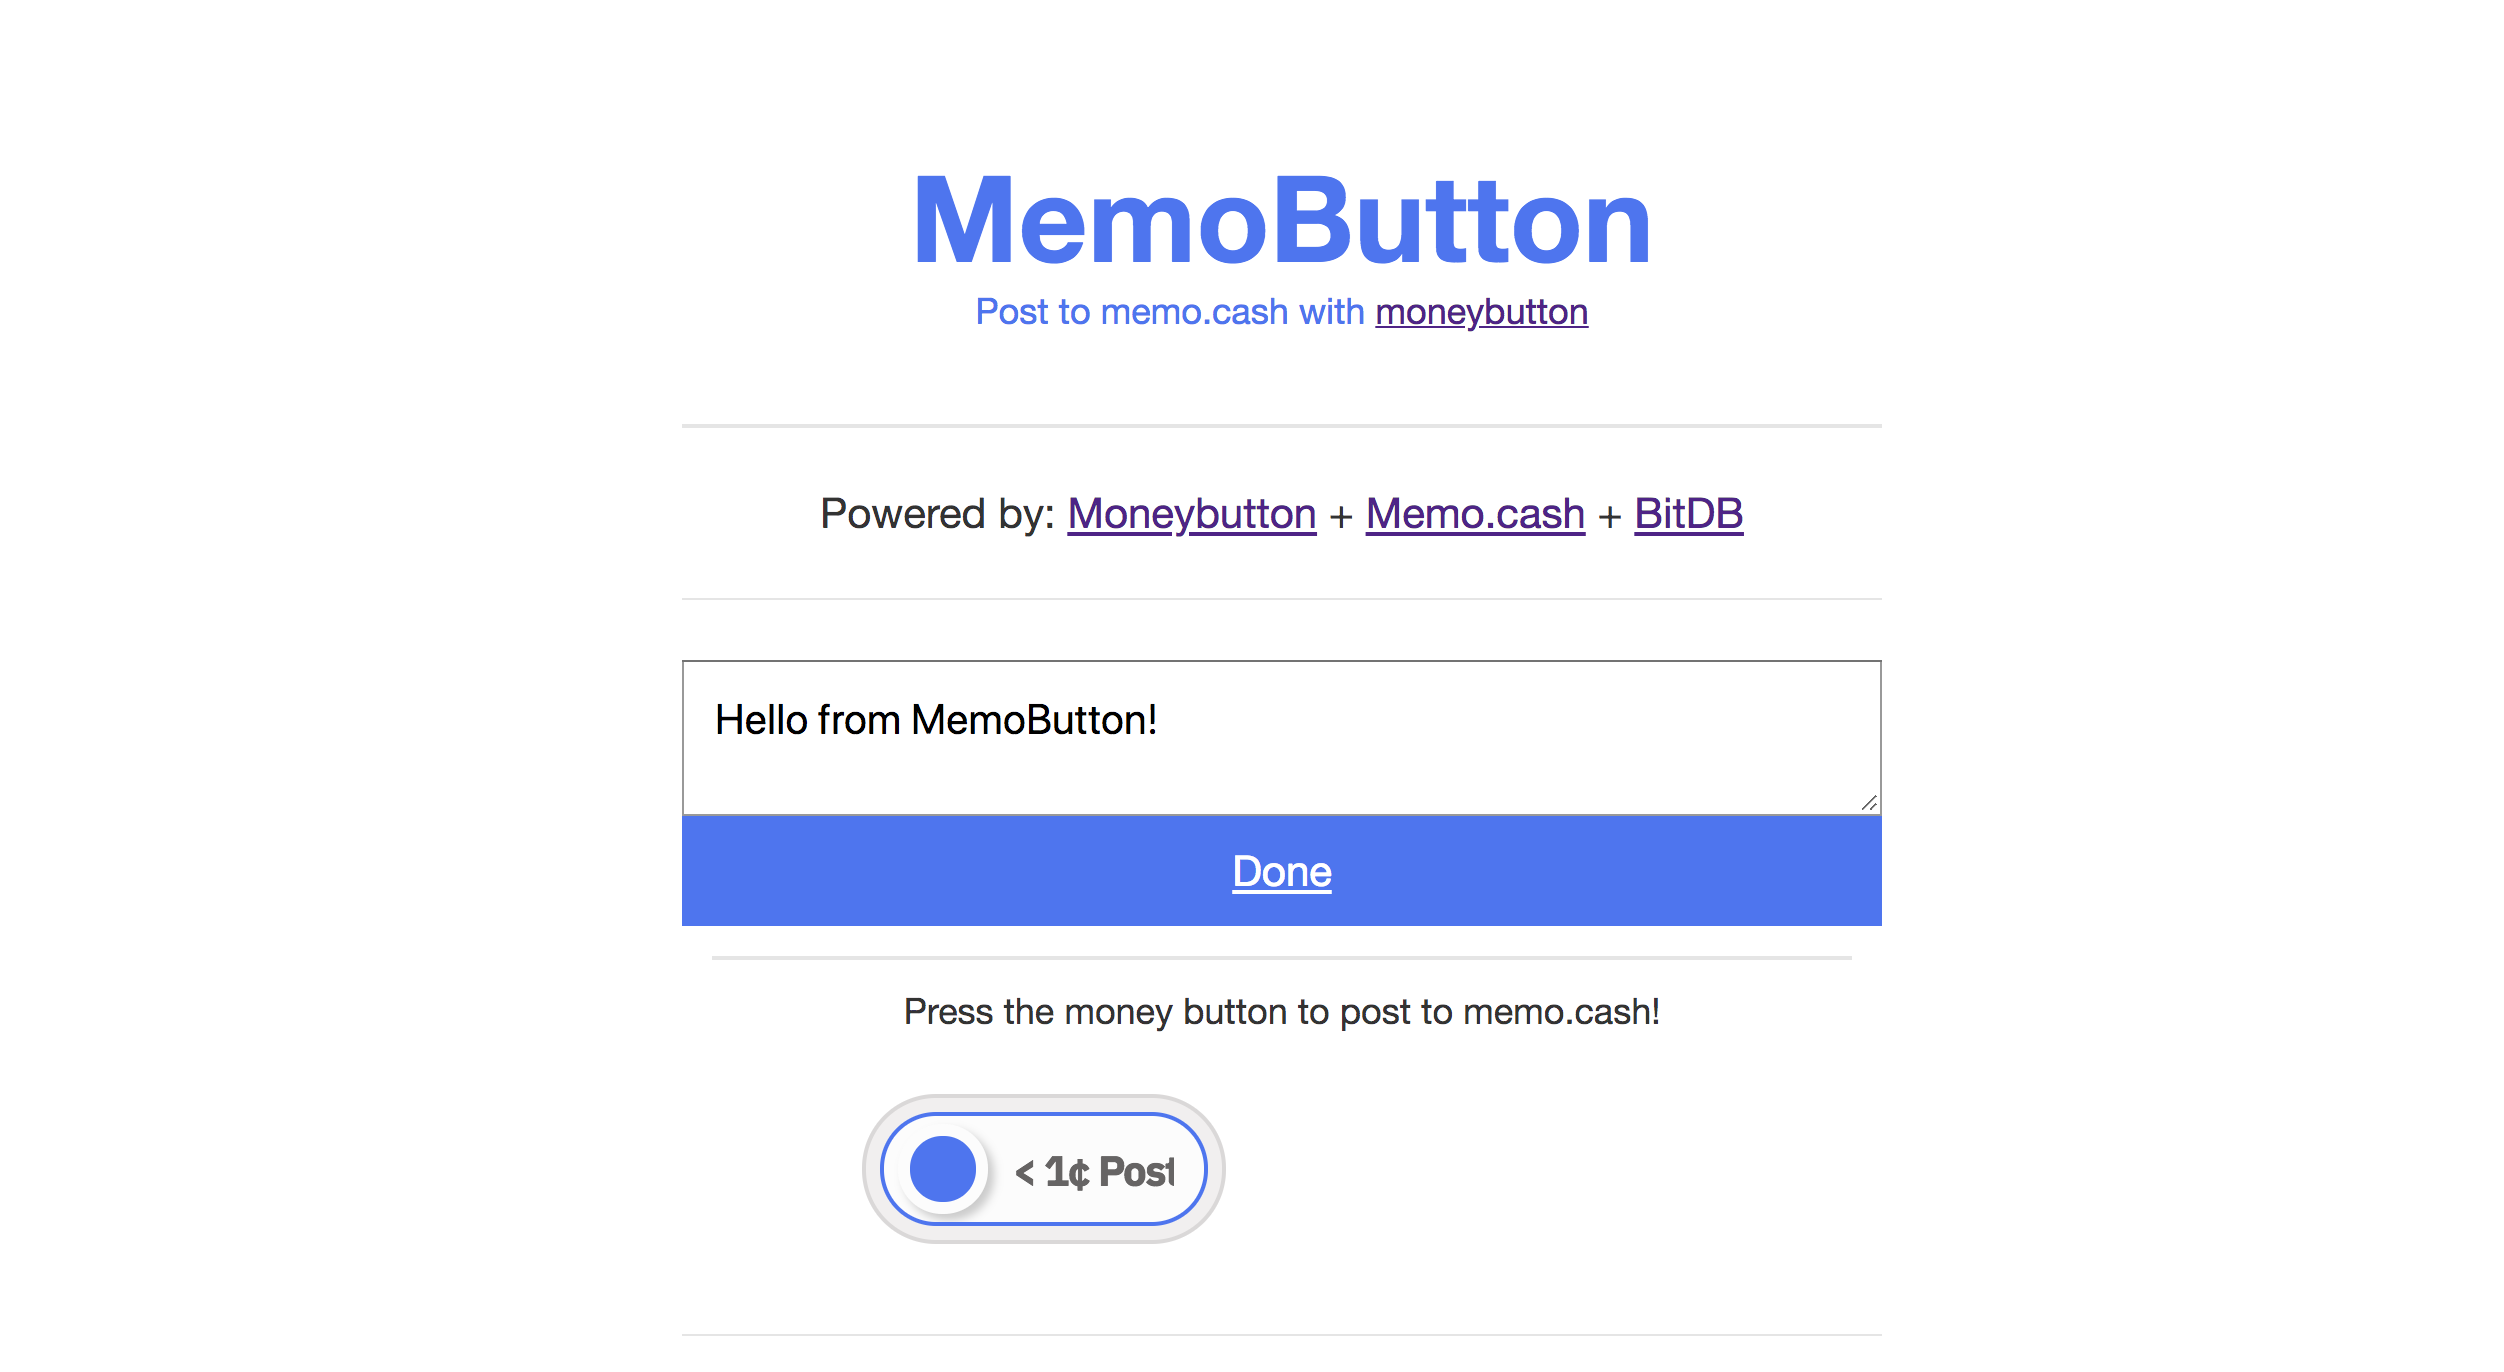 MemoButton
Post to memo.cash with moneybutton
Powered by: Moneybutton + Memo.cash + BitDB
Hello from MemoButton!
Done
Press the money button to post to memo.cash!
< 1¢ Post